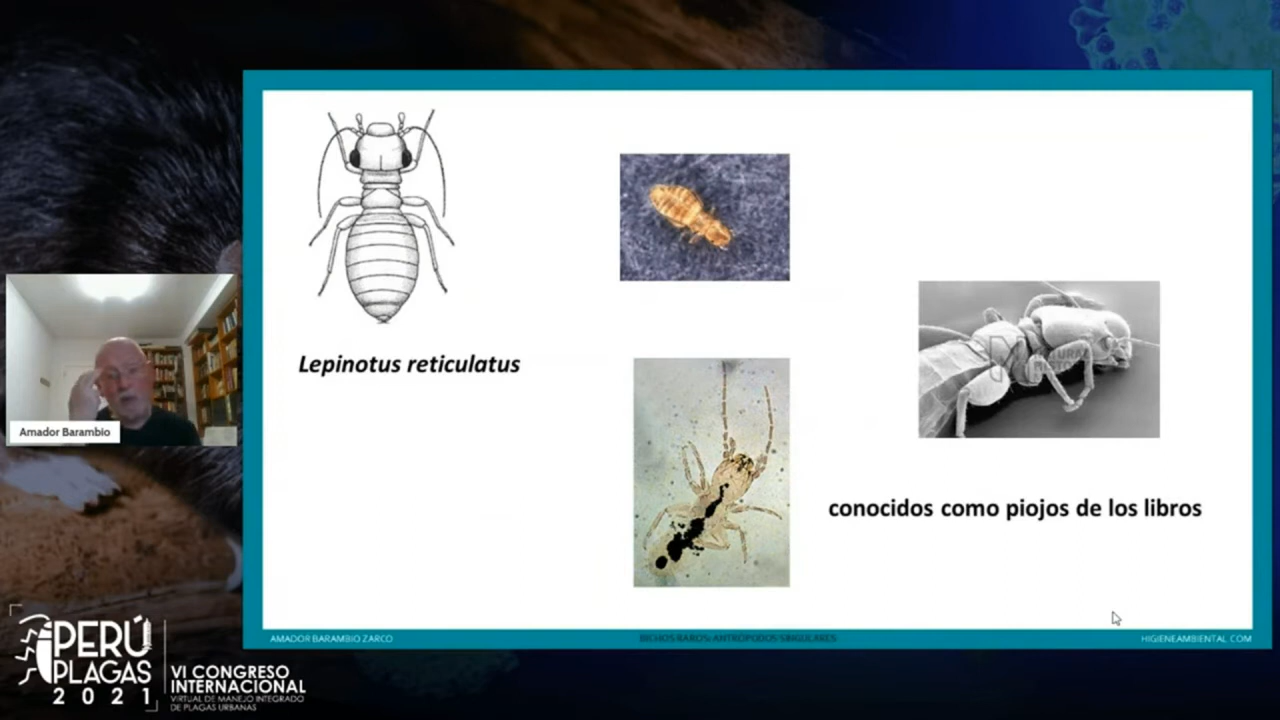 Lepinotus reticulatus
conocidos como piojos de los libros
Amador Barambio
AMADOR BARAMBIO ZARCO
BICHOS RAROS: ANTRÓPODOS SINGULARES
HIGIENEAMBIENTAL.COM
PERÚ
PLAGAS
2021
VI CONGRESO
INTERNACIONAL
VIRTUAL DE MANEJO INTEGRADO
DE PLAGAS URBANAS